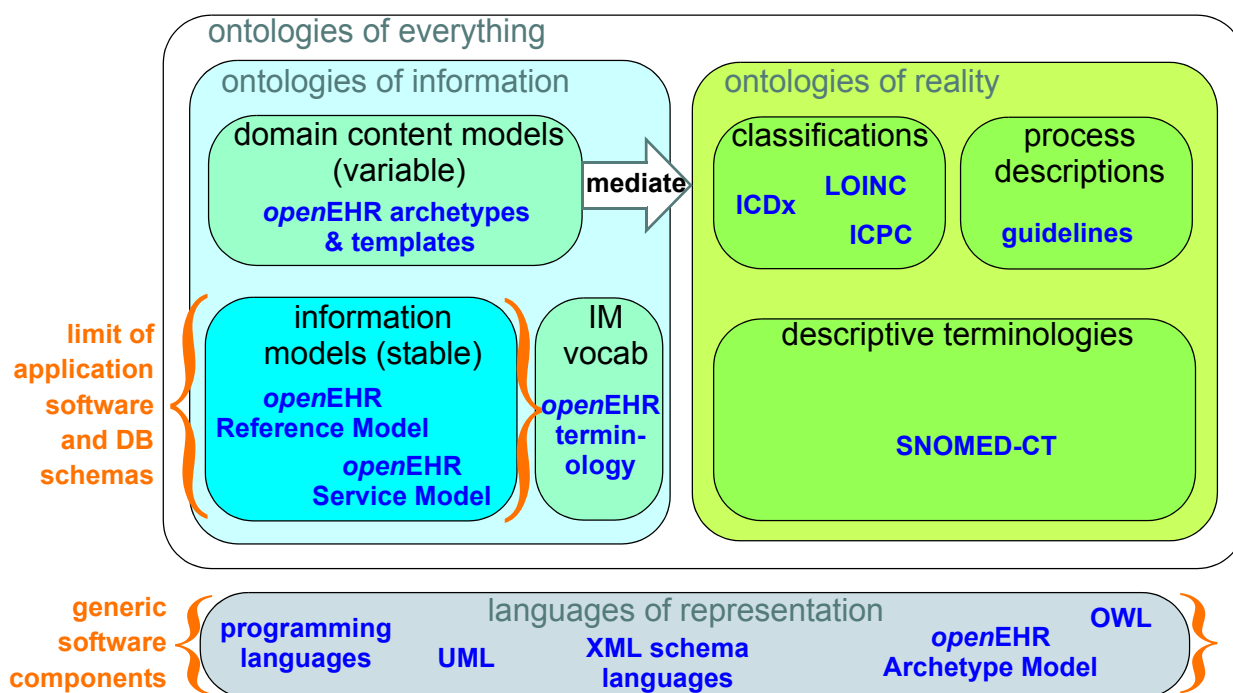 ontologies of everything
ontologies of information
domain content models
(variable)
openEHR archetypes
& templates
mediate
information
models (stable)
openEHR
Reference Model
openEHR
Service Model
IM
vocab
openEHR
termin-
ology
limit of
application
software
and DB
schemas
ontologies of reality
classifications
ICDx
LOINC
ICPC
process
descriptions
guidelines
descriptive terminologies
SNOMED-CT
generic
software
components
languages of representation
programming
languages
UML
XML schema
languages
openEHR
Archetype Model
OWL